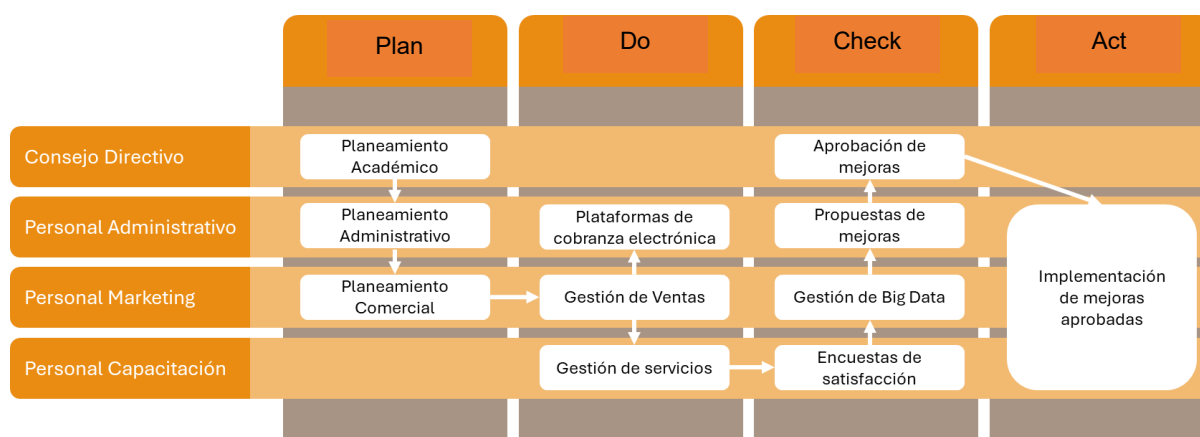 Plan
Do
Check
Act
Consejo Directivo
Planeamiento
Académico
Aprobación de
mejoras
Personal Administrativo
Planeamiento
Administrativo
Plataformas de
cobranza electrónica
Propuestas de
mejoras
Personal Marketing
Planeamiento
Comercial
Gestión de Ventas
Gestión de Big Data
Implementación
de mejoras
aprobadas
Personal Capacitación
Gestión de servicios
Encuestas de
satisfacción